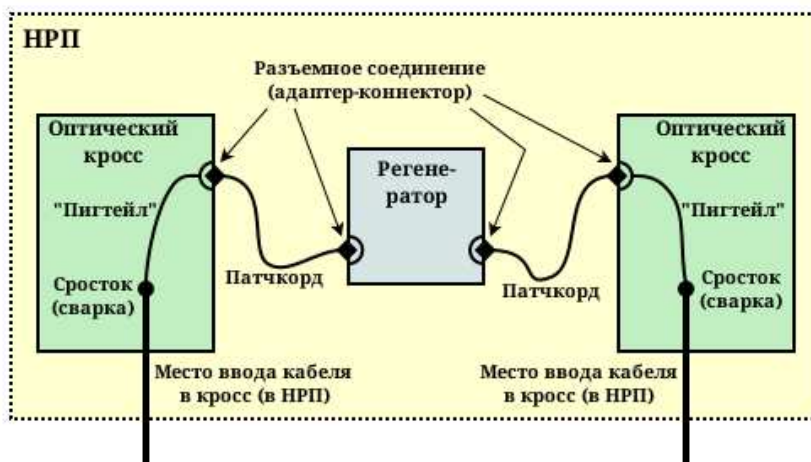 НРП
Разъемное соединение
(адаптер-коннектор)
Оптический
кросс
"Пигтейл"
Сросток
(сварка)
Регене-
ратор
Патчкорд
Патчкорд
Оптический
кросс
"Пигтейл"
Сросток
(сварка)
Место ввода кабеля
в кросс (в НРП)
Место ввода кабеля
в кросс (в НРП)